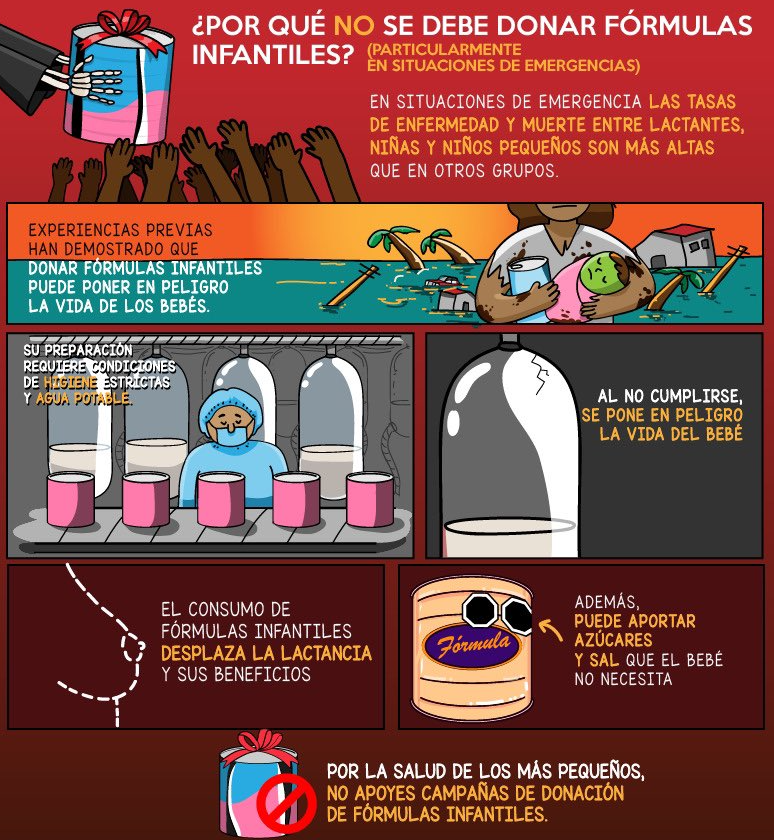 ¿POR QUÉ NO SE DEBE DONAR FÓRMULAS
INFANTILES? (PARTICULARMENTE
EN SITUACIONES DE EMERGENCIAS)
EN SITUACIONES DE EMERGENCIA LAS TASAS
DE ENFERMEDAD Y MUERTE ENTRE LACTANTES,
NIÑAS Y NIÑOS PEQUEÑOS SON MÁS ALTAS
QUE EN OTROS GRUPOS.
EXPERIENCIAS PREVIAS
HAN DEMOSTRADO QUE
DONAR FÓRMULAS INFANTILES
PUEDE PONER EN PELIGRO
LA VIDA DE LOS BEBÉS.
SU PREPARACIÓN
REQUIERE CONDICIONES
DE HIGIENE ESTRICTAS
Y AGUA POTABLE.
AL NO CUMPLIRSE,
SE PONE EN PELIGRO
LA VIDA DEL BEBÉ
EL CONSUMO DE
FÓRMULAS INFANTILES
DESPLAZA LA LACTANCIA
Y SUS BENEFICIOS
Fórmula
ADEMÁS,
PUEDE APORTAR
AZÚCARES
Y SAL QUE EL BEBÉ
NO NECESITA
POR LA SALUD DE LOS MÁS PEQUEÑOS,
NO APOYES CAMPAÑAS DE DONACIÓN
DE FÓRMULAS INFANTILES.